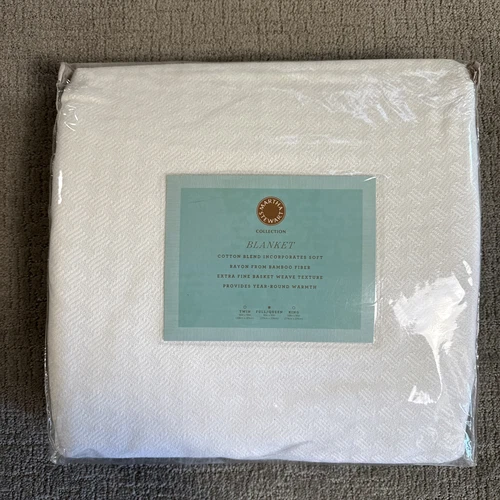 MARTHA
STEWART
COLLECTION
BLANKET
COTTON BLEND INCORPORATES SOFT
RAYON FROM BAMBOO FIBER
EXTRA FINE BASKET WEAVE TEXTURE
PROVIDES YEAR-ROUND WARMTH
TWIN FULL/QUEEN KING